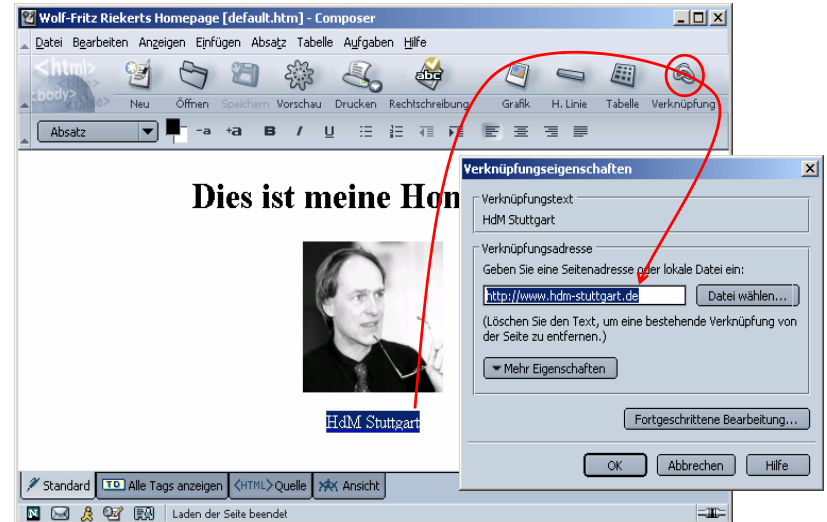 Wolf-Fritz Riekerts Homepage [default.htm] - Composer
Datei Bearbeiten Anzeigen Einfügen Absatz Tabelle Aufgaben Hilfe
<html>
<body>
Neu Öffnen Speichern Vorschau Drucken Rechtschreibung Grafik H. Linie Tabelle Verknüpfung
Absatz -a +a B I U
Dies ist meine Hom
HdM Stuttgart
Verknüpfungseigenschaften
Verknüpfungstext
HdM Stuttgart
Verknüpfungsadresse
Geben Sie eine Seitenadresse oder lokale Datei ein:
http://www.hdm-stuttgart.de Datei wählen...
(Löschen Sie den Text, um eine bestehende Verknüpfung von
der Seite zu entfernen.)
Mehr Eigenschaften
Fortgeschrittene Bearbeitung...
OK Abbrechen Hilfe
Standard TD Alle Tags anzeigen <HTML> Quelle Ansicht
N Laden der Seite beendet